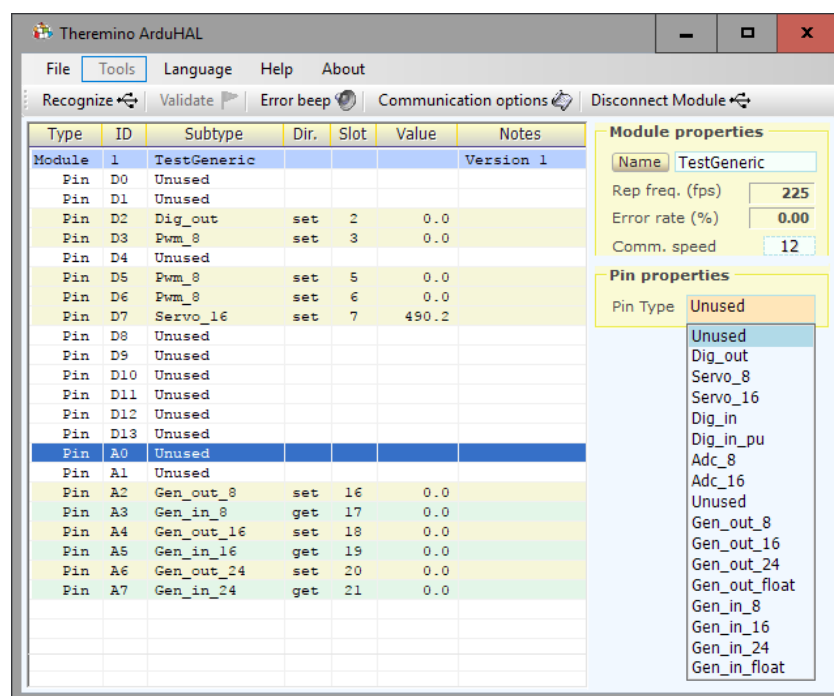 Theremino ArduHAL
File Tools Language Help About
Recognize Validate Error beep Communication options Disconnect Module
Type ID Subtype Dir. Slot Value Notes
Module 1 TestGeneric Version 1
Pin D0 Unused
Pin D1 Unused
Pin D2 Dig_out set 2 0.0
Pin D3 Pwm_8 set 3 0.0
Pin D4 Unused
Pin D5 Pwm_8 set 5 0.0
Pin D6 Pwm_8 set 6 0.0
Pin D7 Servo_16 set 7 490.2
Pin D8 Unused
Pin D9 Unused
Pin D10 Unused
Pin D11 Unused
Pin D12 Unused
Pin D13 Unused
Pin A0 Unused
Pin A1 Unused
Pin A2 Gen_out_8 set 16 0.0
Pin A3 Gen_in_8 get 17 0.0
Pin A4 Gen_out_16 set 18 0.0
Pin A5 Gen_in_16 get 19 0.0
Pin A6 Gen_out_24 set 20 0.0
Pin A7 Gen_in_24 get 21 0.0
Module properties
Name TestGeneric
Rep freq. (fps) 225
Error rate (%) 0.00
Comm. speed 12
Pin properties
Pin Type Unused
Unused
Dig_out
Servo_8
Servo_16
Dig_in
Dig_in_pu
Adc_8
Adc_16
Unused
Gen_out_8
Gen_out_16
Gen_out_24
Gen_out_float
Gen_in_8
Gen_in_16
Gen_in_24
Gen_in_float